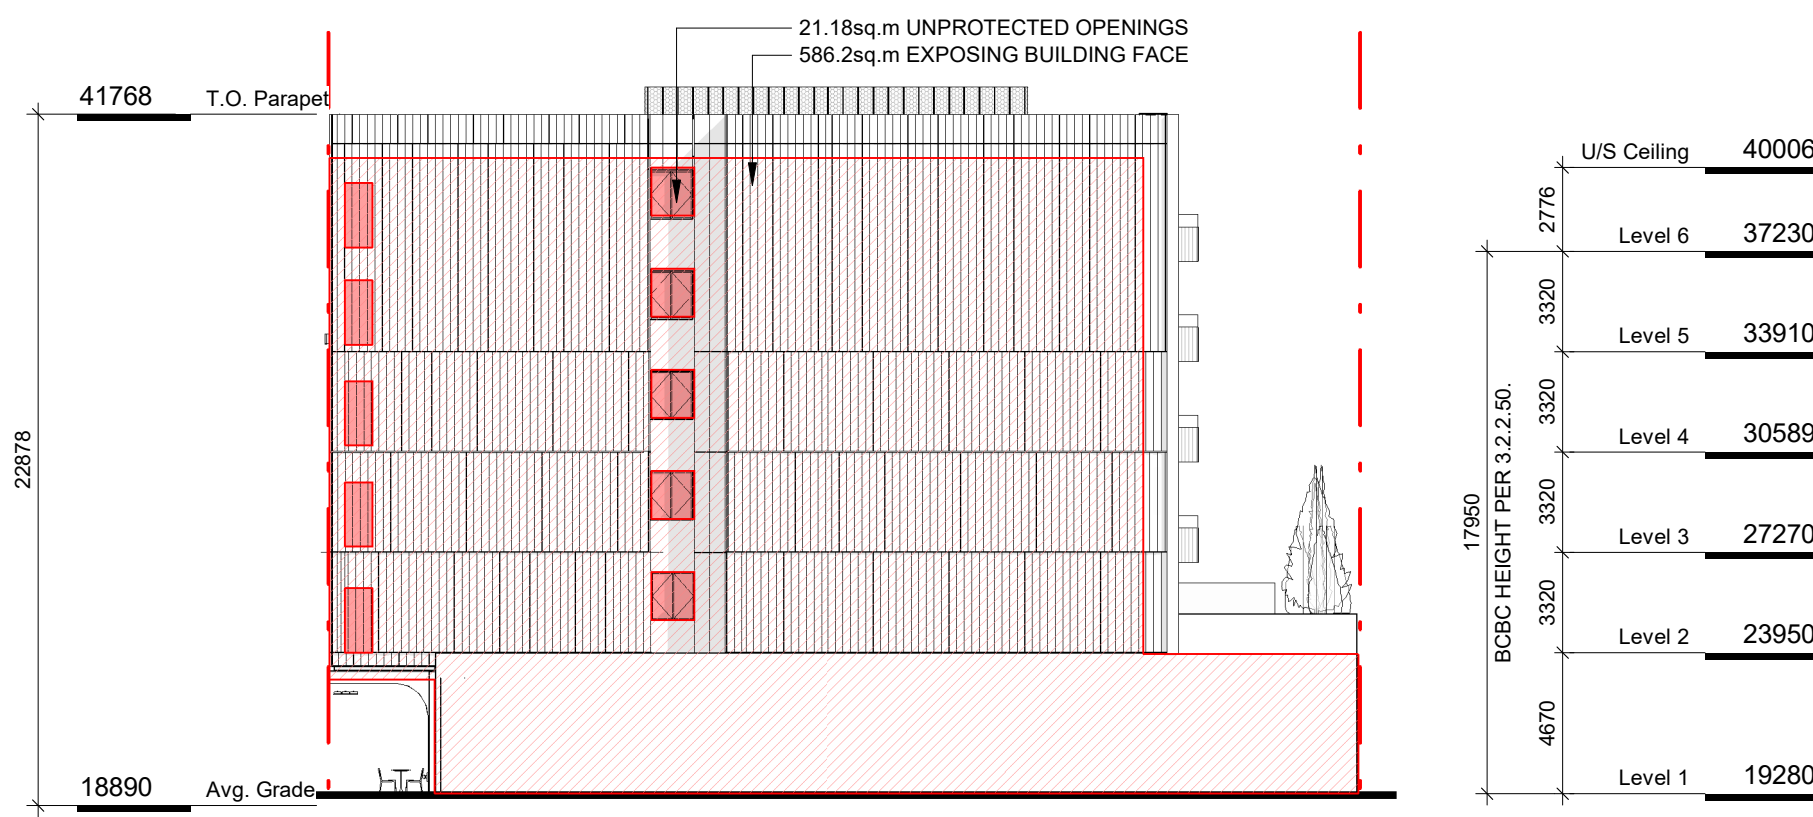 21.18sq.m UNPROTECTED OPENINGS
586.2sq.m EXPOSING BUILDING FACE
41768 T.O. Parapet
22878
18890 Avg. Grade
U/S Ceiling 40006
2776
Level 6 37230
3320
Level 5 33910
3320
Level 4 30589
3320
Level 3 27270
3320
Level 2 23950
4670
Level 1 19280
17950
BCBC HEIGHT PER 3.2.2.50.